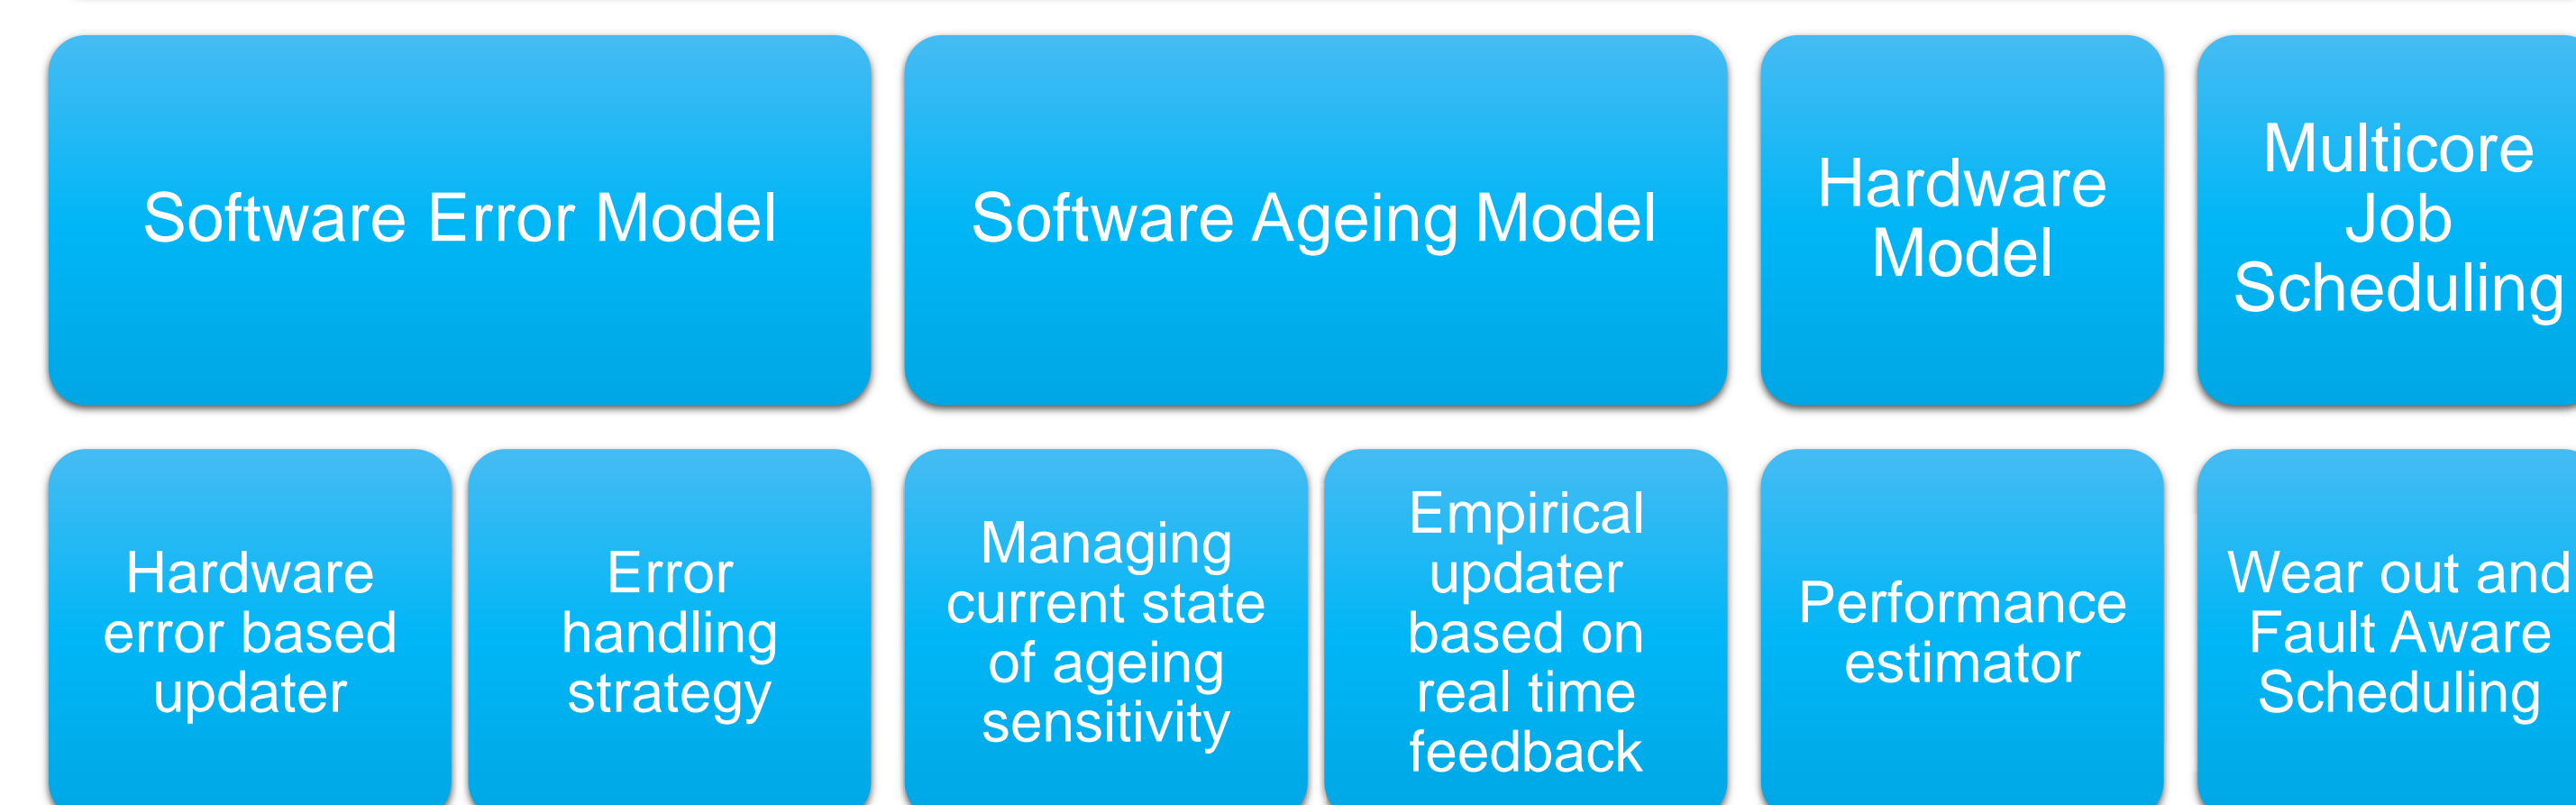 Software Error Model
Software Ageing Model
Hardware
Model
Multicore
Job
Scheduling
Hardware
error based
updater
Error
handling
strategy
Managing
current state
of ageing
sensitivity
Empirical
updater
based on
real time
feedback
Performance
estimator
Wear out and
Fault Aware
Scheduling